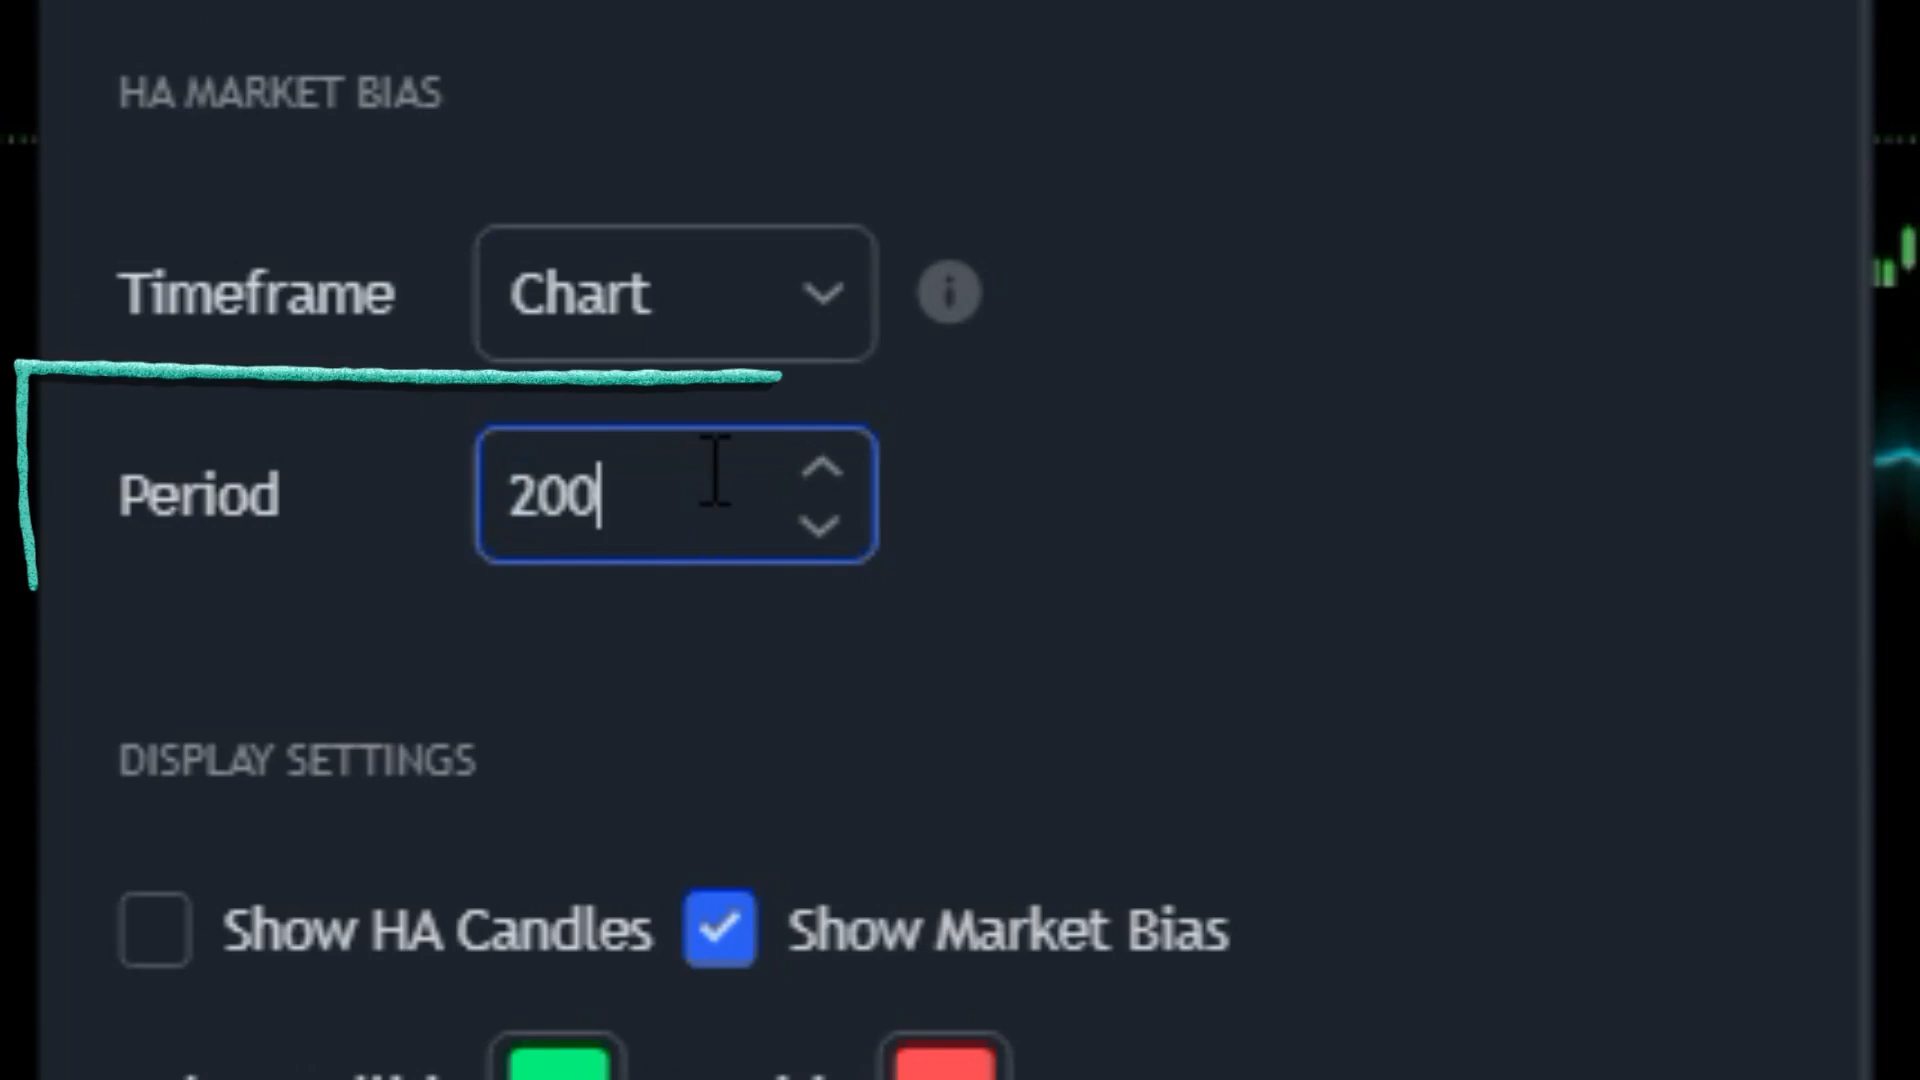 HA MARKET BIAS
Timeframe Chart
Period 200
DISPLAY SETTINGS
Show HA Candles Show Market Bias